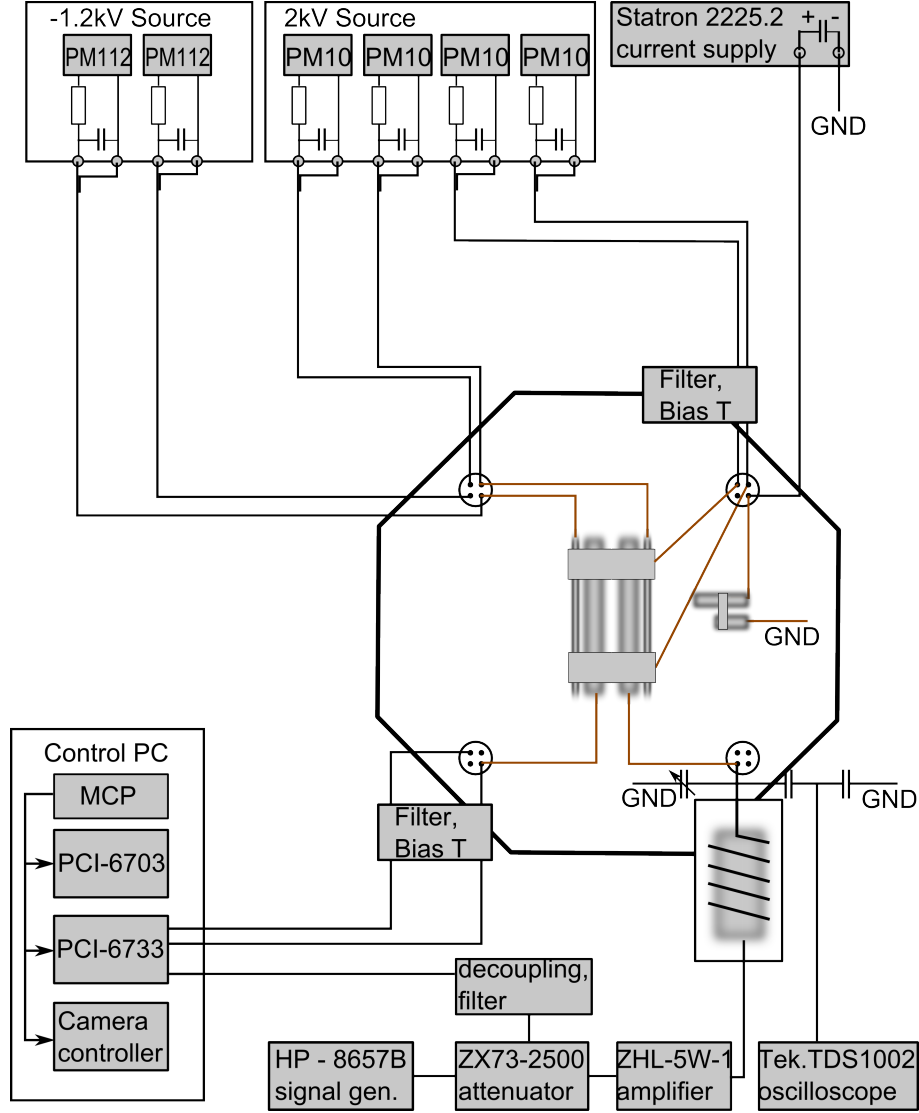 -1.2kV Source
PM112
PM112
2kV Source
PM10
PM10
PM10
PM10
Statron 2225.2
current supply
+ -
GND
Filter,
Bias T
GND
Control PC
MCP
PCI-6703
PCI-6733
Camera
controller
Filter,
Bias T
GND
GND
decoupling,
filter
HP - 8657B
signal gen.
ZX73-2500
attenuator
ZHL-5W-1
amplifier
Tek.TDS1002
oscilloscope